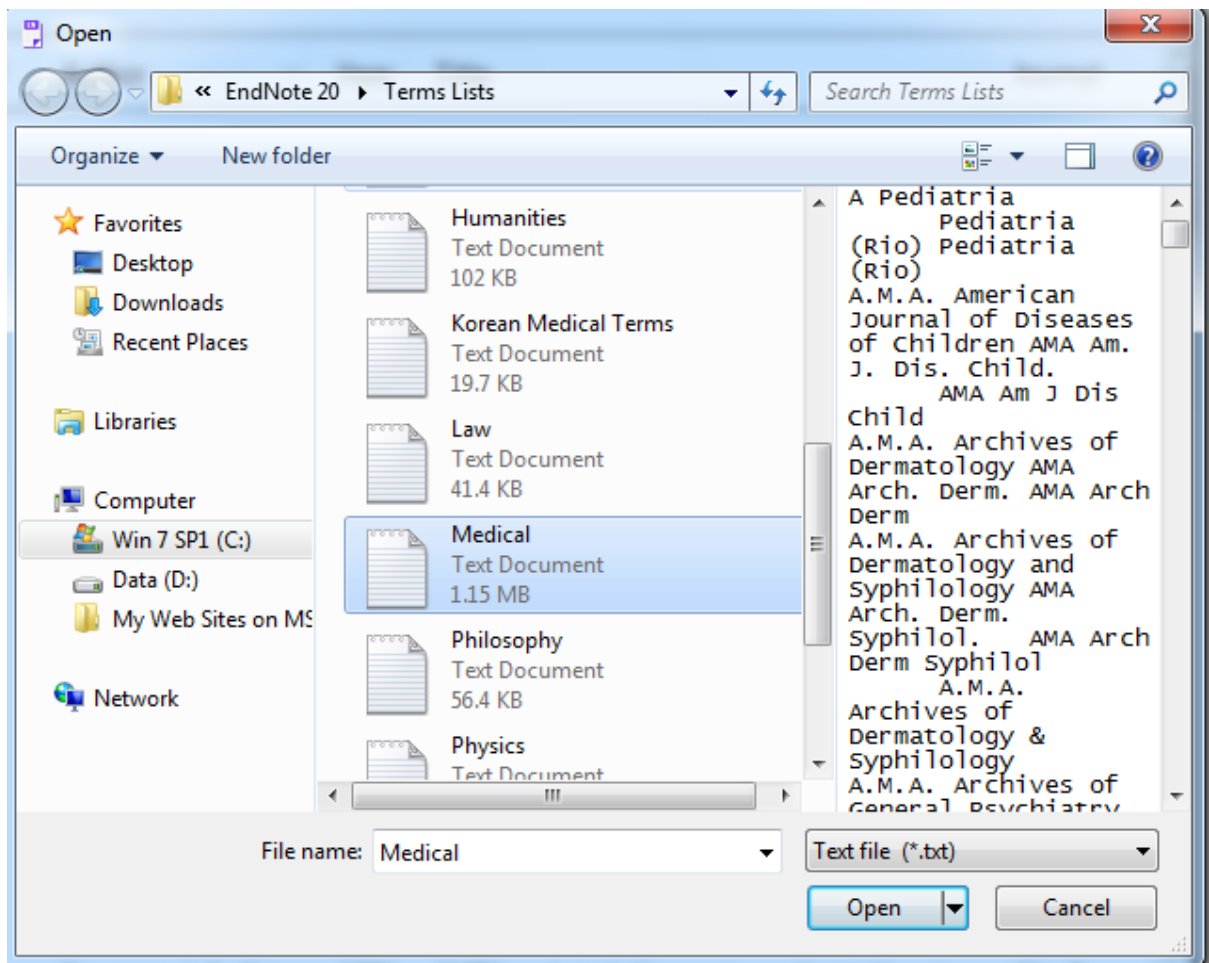 Open
« EndNote 20 ▸ Terms Lists
Search Terms Lists
Organize
New folder
Favorites
Desktop
Downloads
Recent Places
Libraries
Computer
Win 7 SP1 (C:)
Data (D:)
My Web Sites on MS
Network
Humanities
Text Document
102 KB
Korean Medical Terms
Text Document
19.7 KB
Law
Text Document
41.4 KB
Medical
Text Document
1.15 MB
Philosophy
Text Document
56.4 KB
Physics
Text Document
A Pediatria
Pediatria
(Rio) Pediatria
(Rio)
A.M.A. American
Journal of Diseases
of Children AMA Am.
J. Dis. Child.
AMA Am J Dis
Child
A.M.A. Archives of
Dermatology AMA
Arch. Derm. AMA Arch
Derm
A.M.A. Archives of
Dermatology and
Syphilology AMA
Arch. Derm.
Syphilol. AMA Arch
Derm Syphilol
A.M.A.
Archives of
Dermatology &
Syphilology
A.M.A. Archives of
General Psychiatry
File name: Medical
Text file (*.txt)
Open
Cancel